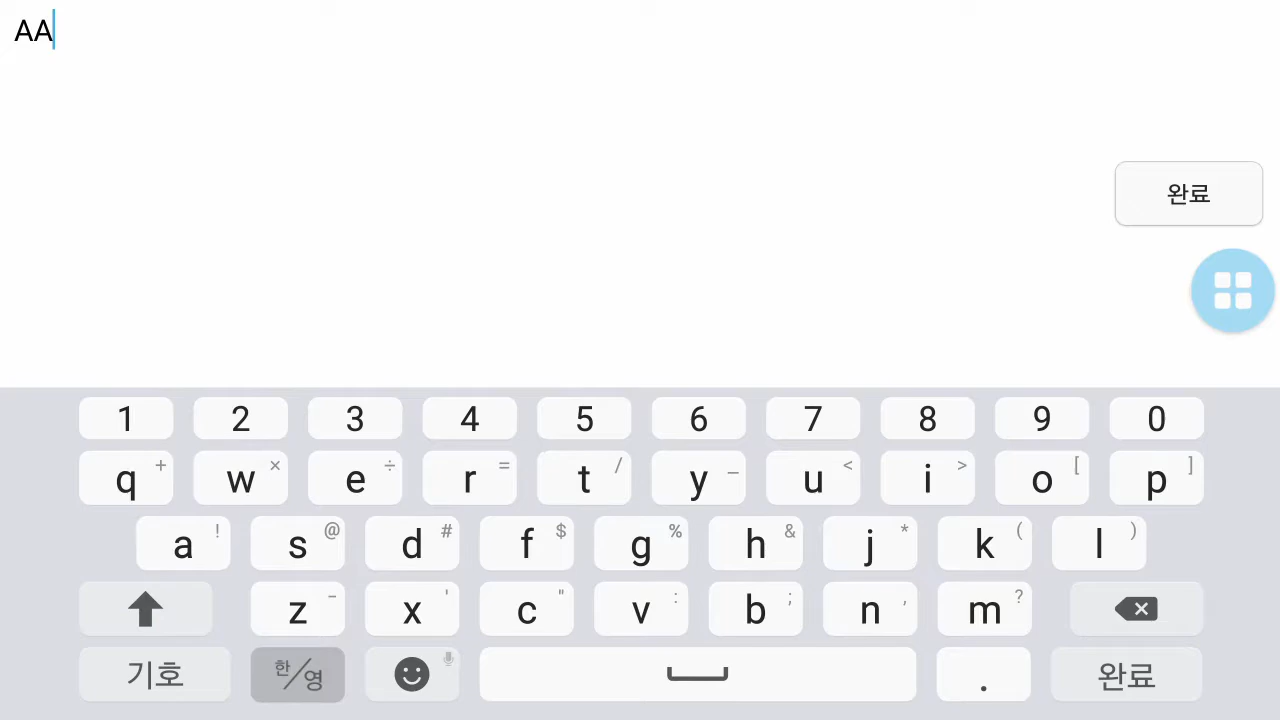 AA
완료
1 2 3 4 5 6 7 8 9 0
q + w × e ÷ r = t / y _ u < i > o [ p ]
a ! s @ d # f $ g % h & j * k ( l )
z - x ' c " v : b ; n , m ?
기호 한/영 . 완료